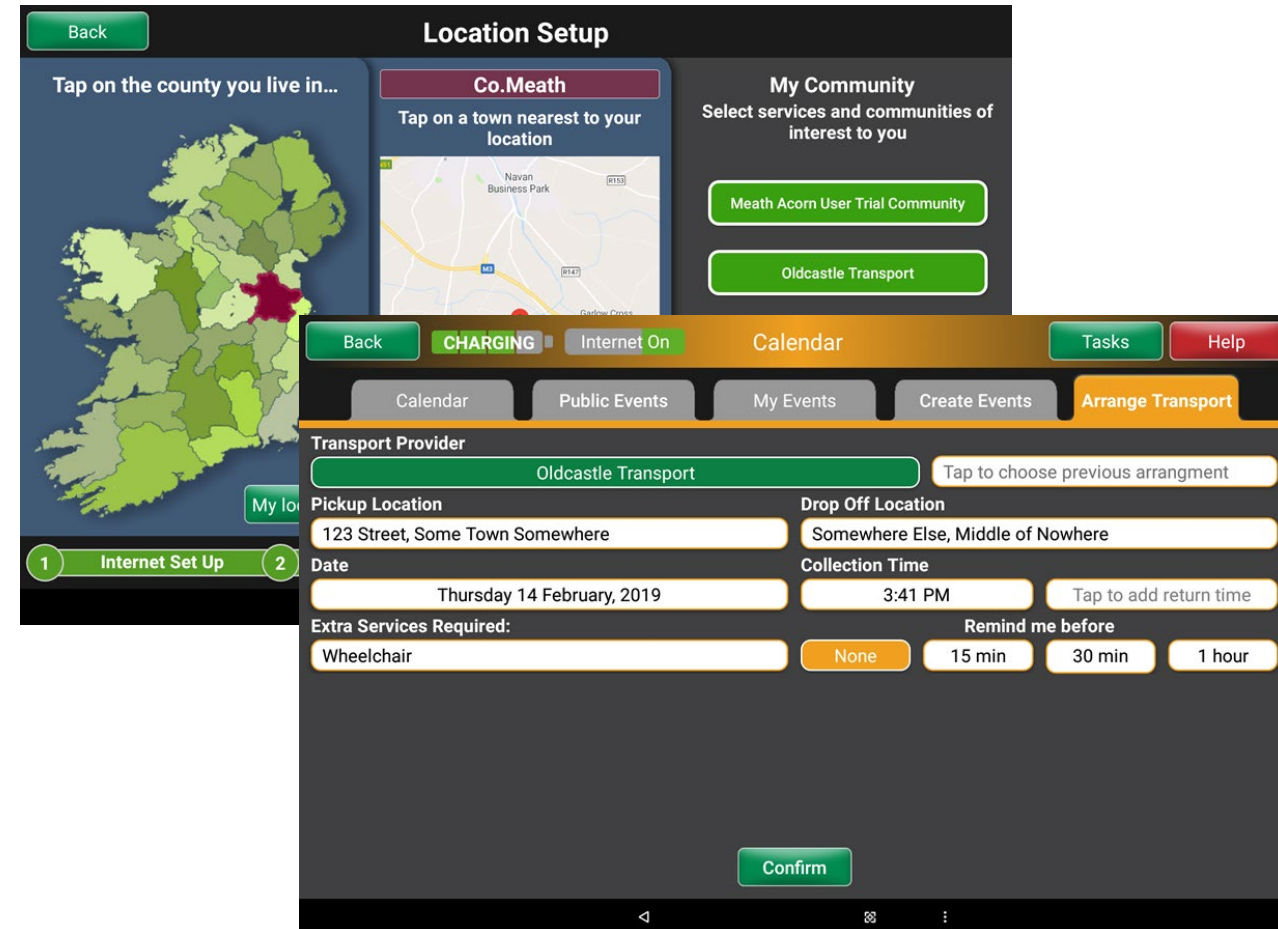 Back
Location Setup
Tap on the county you live in...
Co.Meath
Tap on a town nearest to your
location
Navan
Business Park
R153
M3
R147
Garlow Cross
My Community
Select services and communities of
interest to you
Meath Acorn User Trial Community
Oldcastle Transport
1 Internet Set Up 2
Back CHARGING Internet On Calendar Tasks Help
Calendar Public Events My Events Create Events Arrange Transport
Transport Provider
Oldcastle Transport Tap to choose previous arrangment
Pickup Location Drop Off Location
123 Street, Some Town Somewhere Somewhere Else, Middle of Nowhere
Date Collection Time
Thursday 14 February, 2019 3:41 PM Tap to add return time
Extra Services Required: Remind me before
Wheelchair None 15 min 30 min 1 hour
Confirm